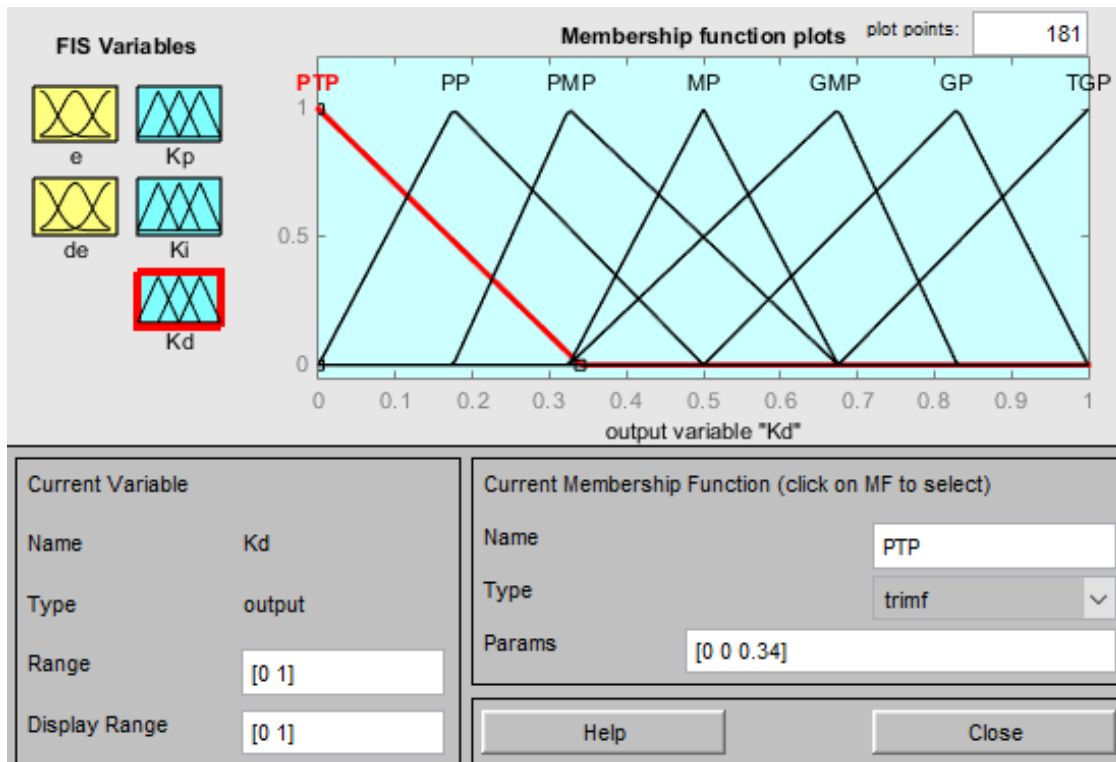 FIS Variables
Membership function plots
plot points:
181
e
Kp
de
Ki
Kd
PTP
PP
PMP
MP
GMP
GP
TGP
1
0.5
0
0
0.1
0.2
0.3
0.4
0.5
0.6
0.7
0.8
0.9
1
output variable "Kd"
Current Variable
Name
Kd
Type
output
Range
[0 1]
Display Range
[0 1]
Current Membership Function (click on MF to select)
Name
PTP
Type
trimf
Params
[0 0 0.34]
Help
Close